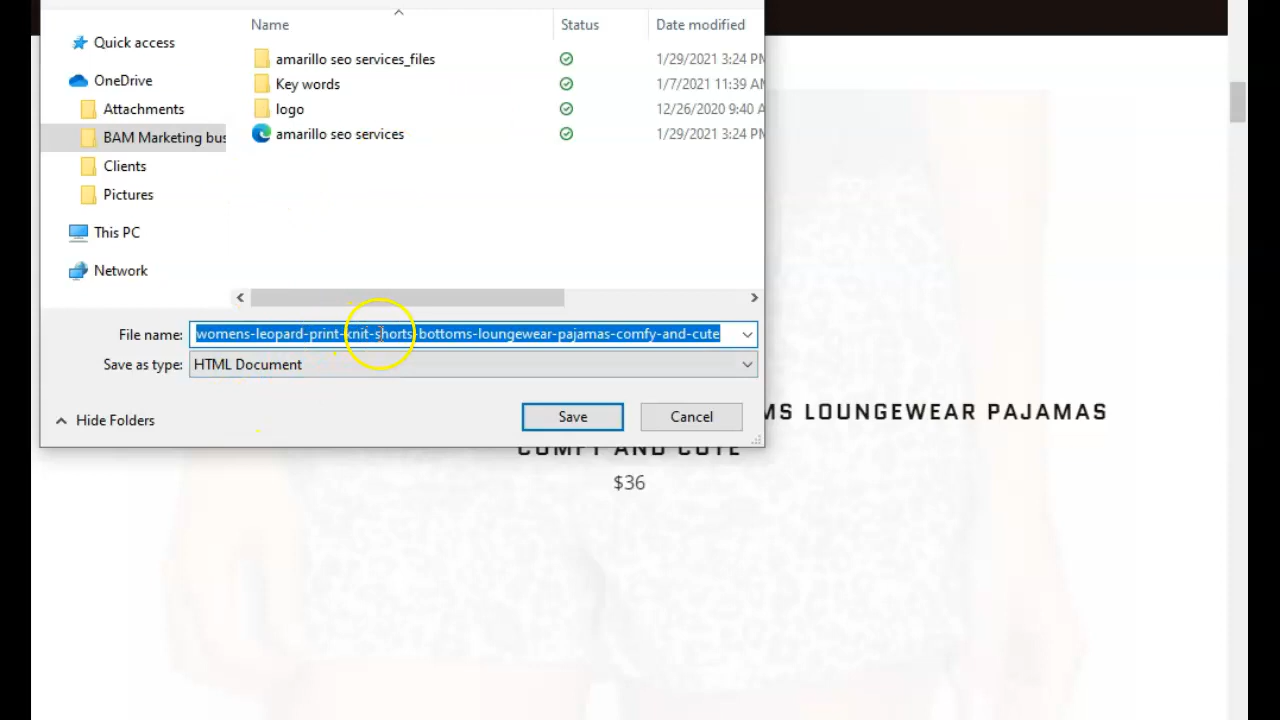 Name Status Date modified
Quick access
OneDrive
Attachments
BAM Marketing bus
Clients
Pictures
This PC
Network
amarillo seo services_files 1/29/2021 3:24 PM
Key words 1/7/2021 11:39 AM
logo 12/26/2020 9:40 A
amarillo seo services 1/29/2021 3:24 PM
File name: womens-leopard-print-knit-shorts-bottoms-loungewear-pajamas-comfy-and-cute
Save as type: HTML Document
Hide Folders Save Cancel
MS LOUNGEWEAR PAJAMAS
COMFY AND CUTE
$36